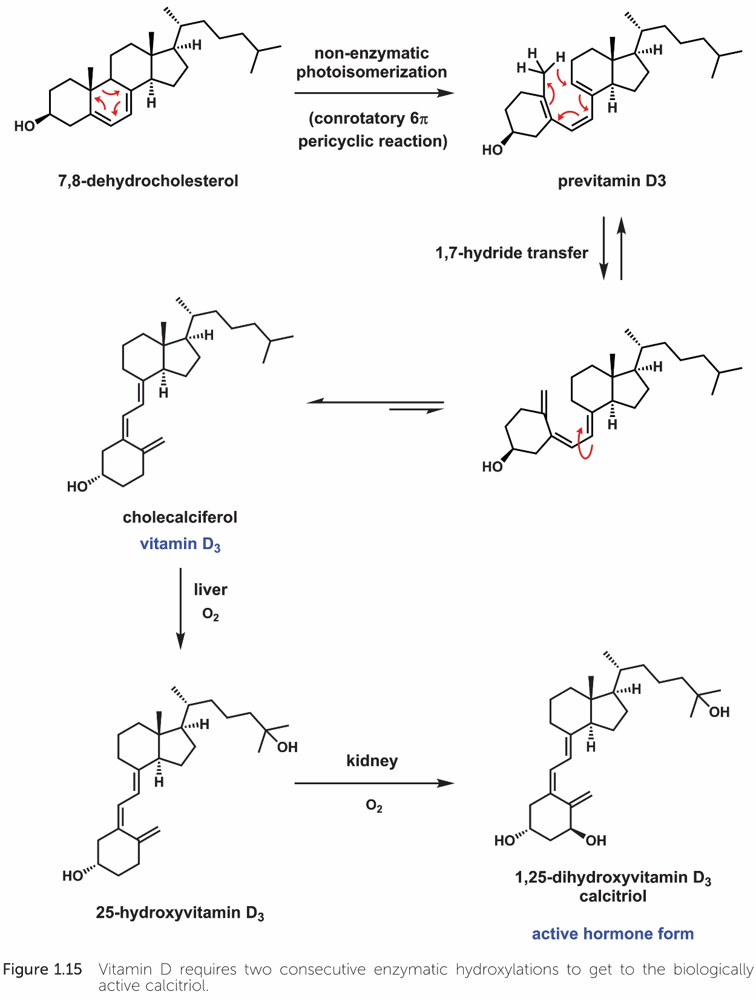 non-enzymatic
photoisomerization
(conrotatory 6π
pericyclic reaction)
H
H
HO
7,8-dehydrocholesterol
H
H
H
H
H
HO
previtamin D3
1,7-hydride transfer
H
H
HO
cholecalciferol
vitamin D3
H
H
HO
liver
O2
H
H
OH
HO
25-hydroxyvitamin D3
kidney
O2
H
H
OH
HO
OH
1,25-dihydroxyvitamin D3
calcitriol
active hormone form
Figure 1.15 Vitamin D requires two consecutive enzymatic hydroxylations to get to the biologically
active calcitriol.